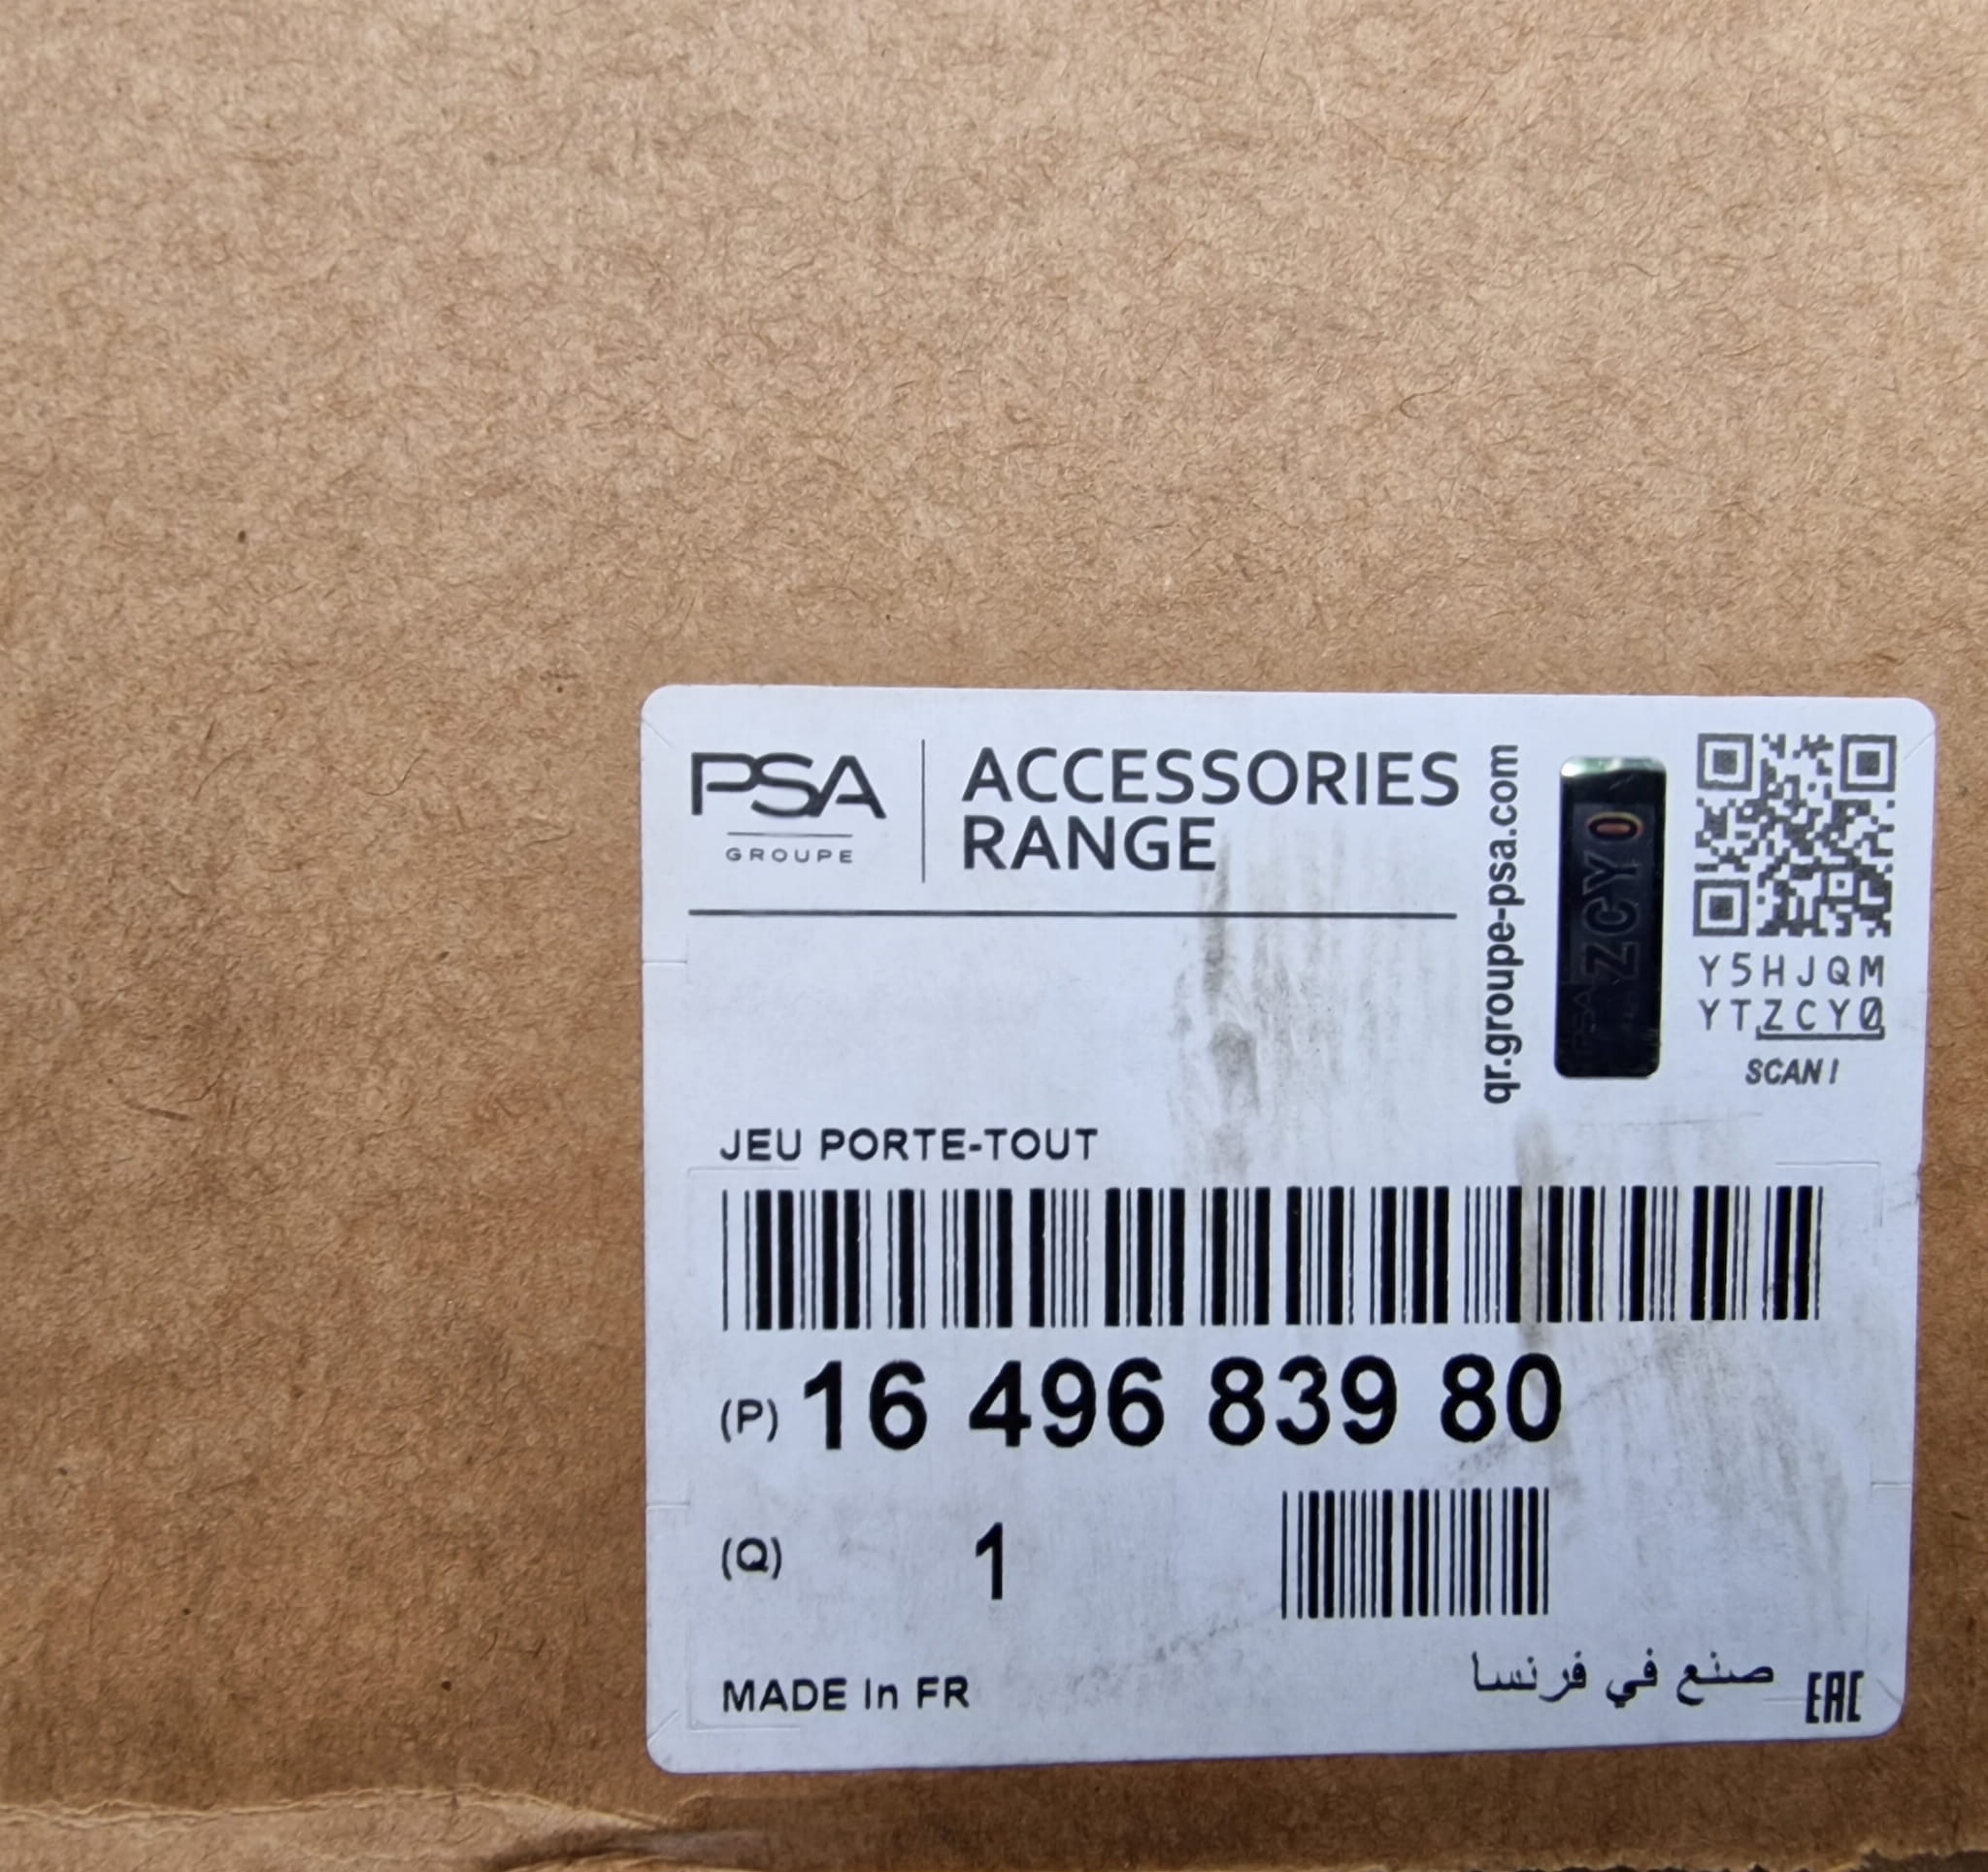 PSA
GROUPE
ACCESSORIES
RANGE
qr.groupe-psa.com
ZCY0
Y5HJQM
YTZCY0
SCAN!
JEU PORTE-TOUT
(P) 16 496 839 80
(Q) 1
MADE In FR
صنع في فرنسا
EAC